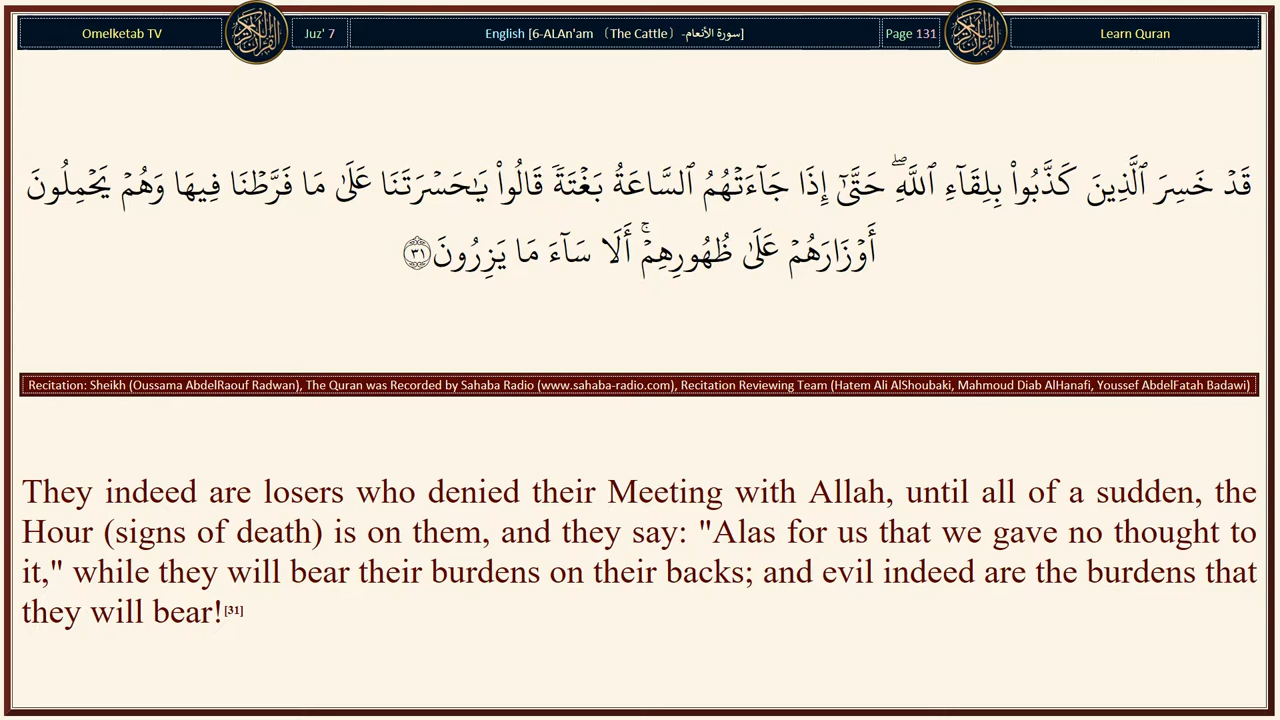 Omelketab TV
Juz' 7
English [6-ALAn'am (The Cattle) -سورة الأنعام]
Page 131
Learn Quran
قَدۡ خَسِرَ ٱلَّذِينَ كَذَّبُواْ بِلِقَآءِ ٱللَّهِۖ حَتَّىٰٓ إِذَا جَآءَتۡهُمُ ٱلسَّاعَةُ بَغۡتَةٗ قَالُواْ يَٰحَسۡرَتَنَا عَلَىٰ مَا فَرَّطۡنَا فِيهَا وَهُمۡ يَحۡمِلُونَ
أَوۡزَارَهُمۡ عَلَىٰ ظُهُورِهِمۡۚ أَلَا سَآءَ مَا يَزِرُونَ ٣١
Recitation: Sheikh (Oussama AbdelRaouf Radwan), The Quran was Recorded by Sahaba Radio (www.sahaba-radio.com), Recitation Reviewing Team (Hatem Ali AlShoubaki, Mahmoud Diab AlHanafi, Youssef AbdelFatah Badawi)
They indeed are losers who denied their Meeting with Allah, until all of a sudden, the
Hour (signs of death) is on them, and they say: "Alas for us that we gave no thought to
it," while they will bear their burdens on their backs; and evil indeed are the burdens that
they will bear![31]